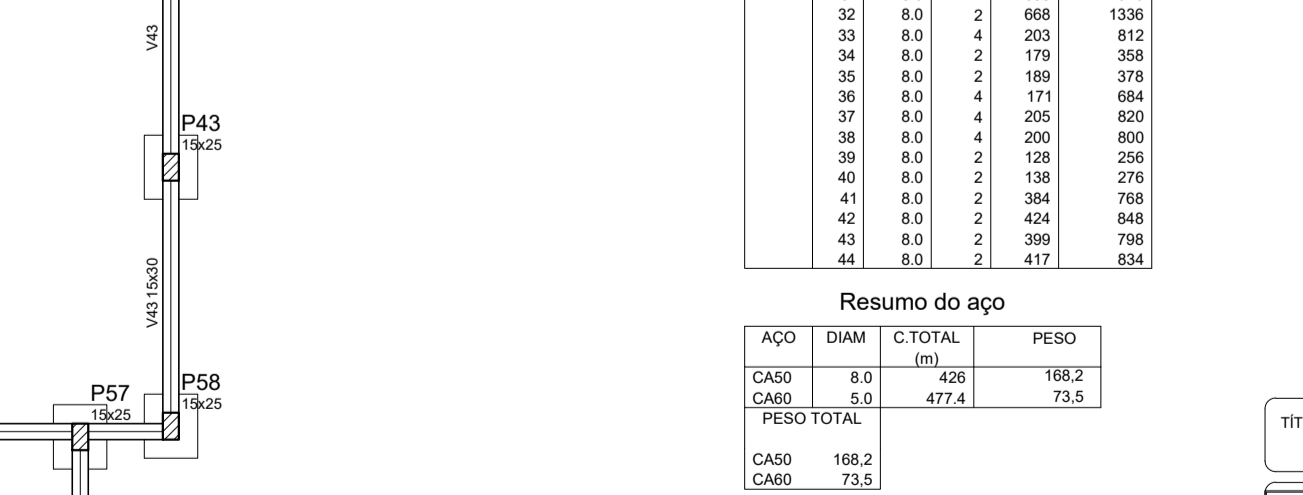 V43
P43
15x25
V43 15x30
P57
15x25
P58
15x25
32 8.0 2 668 1336
33 8.0 4 203 812
34 8.0 2 179 358
35 8.0 2 189 378
36 8.0 4 171 684
37 8.0 4 205 820
38 8.0 4 200 800
39 8.0 2 128 256
40 8.0 2 138 276
41 8.0 2 384 768
42 8.0 2 424 848
43 8.0 2 399 798
44 8.0 2 417 834
Resumo do aço
AÇO DIAM C.TOTAL PESO
(m)
CA50 8.0 426 168,2
CA60 5.0 477.4 73,5
PESO TOTAL
CA50 168,2
CA60 73,5
TÍT